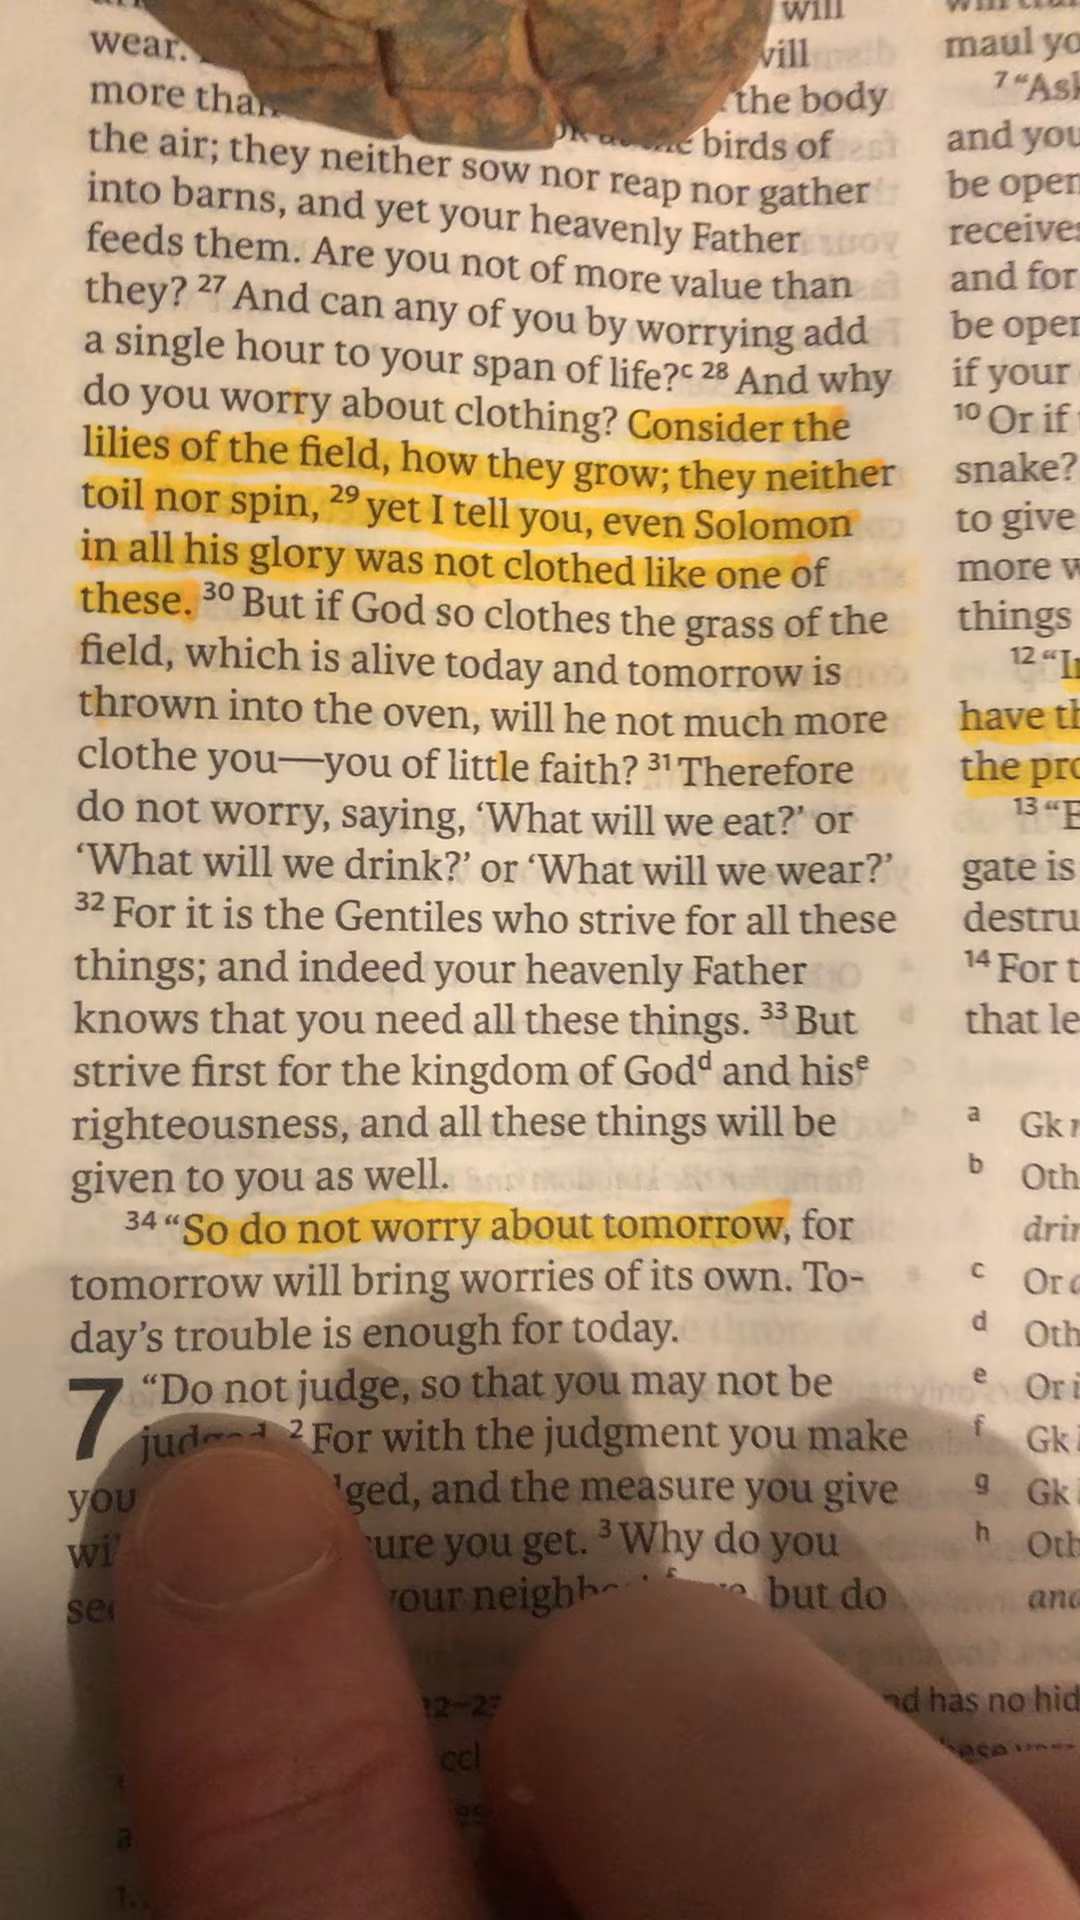 will
wear. will
more than the body
birds of
the air; they neither sow nor reap nor gather
into barns, and yet your heavenly Father
feeds them. Are you not of more value than
they? 27 And can any of you by worrying add
a single hour to your span of life?c 28 And why
do you worry about clothing? Consider the
lilies of the field, how they grow; they neither
toil nor spin, 29 yet I tell you, even Solomon
in all his glory was not clothed like one of
these. 30 But if God so clothes the grass of the
field, which is alive today and tomorrow is
thrown into the oven, will he not much more
clothe you—you of little faith? 31 Therefore
do not worry, saying, ‘What will we eat?’ or
‘What will we drink?’ or ‘What will we wear?’
32 For it is the Gentiles who strive for all these
things; and indeed your heavenly Father
knows that you need all these things. 33 But
strive first for the kingdom of Godd and hise
righteousness, and all these things will be
given to you as well.
34 “So do not worry about tomorrow, for
tomorrow will bring worries of its own. To-
day’s trouble is enough for today.
7 “Do not judge, so that you may not be
judged. 2 For with the judgment you make
you ged, and the measure you give
ure you get. 3 Why do you
your but do
maul yo
7 “Ask
and you
be open
receives
and for
be open
if your
10 Or if
snake?
to give
more w
things
12 “In
have th
the pro
13 “E
gate is
destru
14 For t
that le
a Gk
b Oth
drin
c Or
d Oth
e Or i
f Gk
g Gk
h Oth
and
has no hid